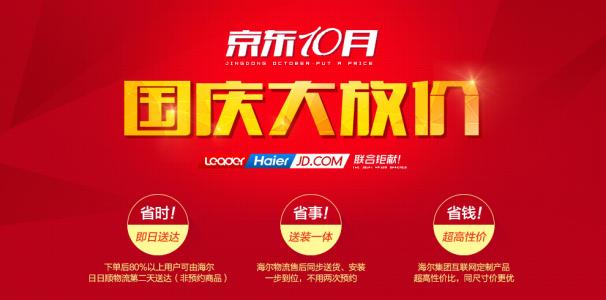 京东10月
JINGDONG OCTOBER PUT A PRICE
国庆大放价
Leader Haier JD.COM 联合钜献!
省时!
即日送达
下单后80%以上用户可由海尔
日日顺物流第二天送达（非预约商品）
省事!
送装一体
海尔物流售后同步送货、安装
一步到位，不用两次预约
省钱!
超高性价
海尔集团互联网定制产品
超高性价比，同尺寸价更优